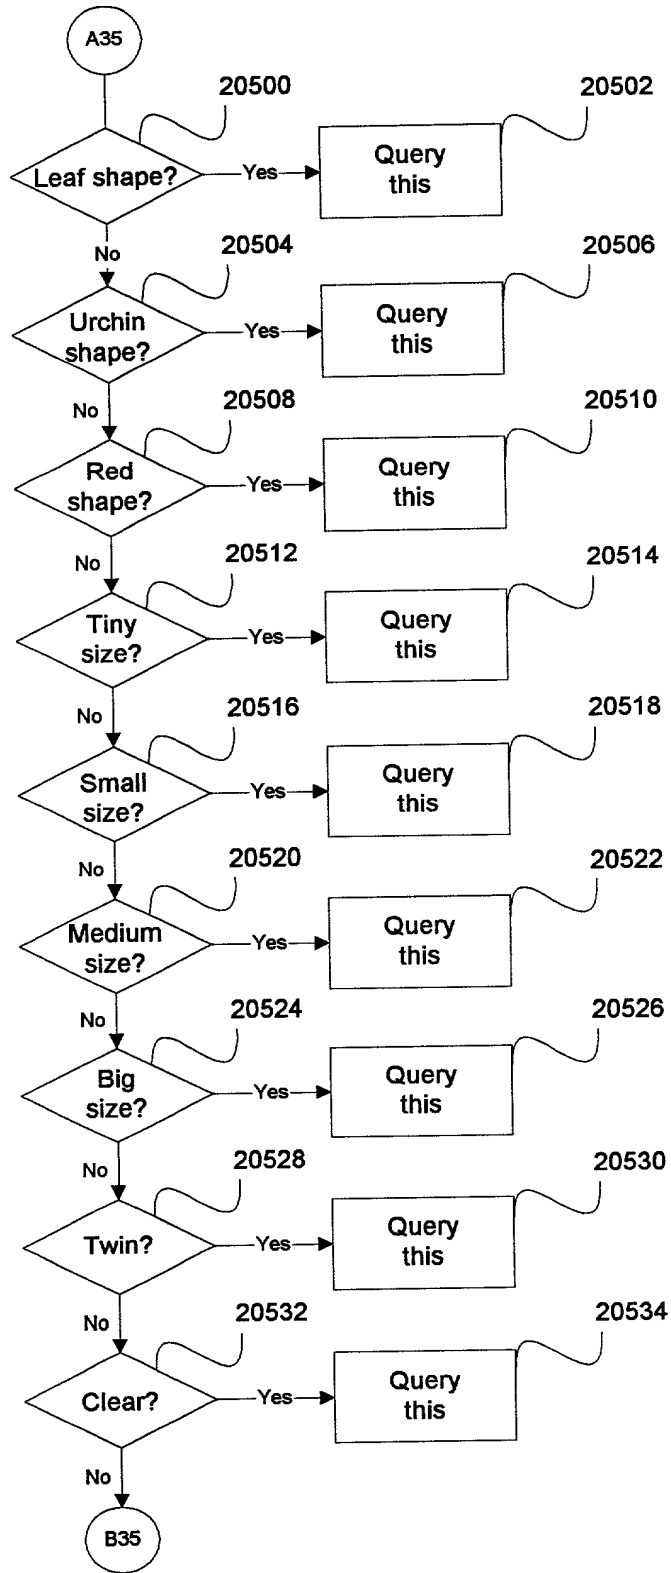 A35
20500
20502
Leaf shape?
Yes
Query
this
No
20504
20506
Urchin
shape?
Yes
Query
this
No
20508
20510
Red
shape?
Yes
Query
this
No
20512
20514
Tiny
size?
Yes
Query
this
No
20516
20518
Small
size?
Yes
Query
this
No
20520
20522
Medium
size?
Yes
Query
this
No
20524
20526
Big
size?
Yes
Query
this
No
20528
20530
Twin?
Yes
Query
this
No
20532
20534
Clear?
Yes
Query
this
No
B35